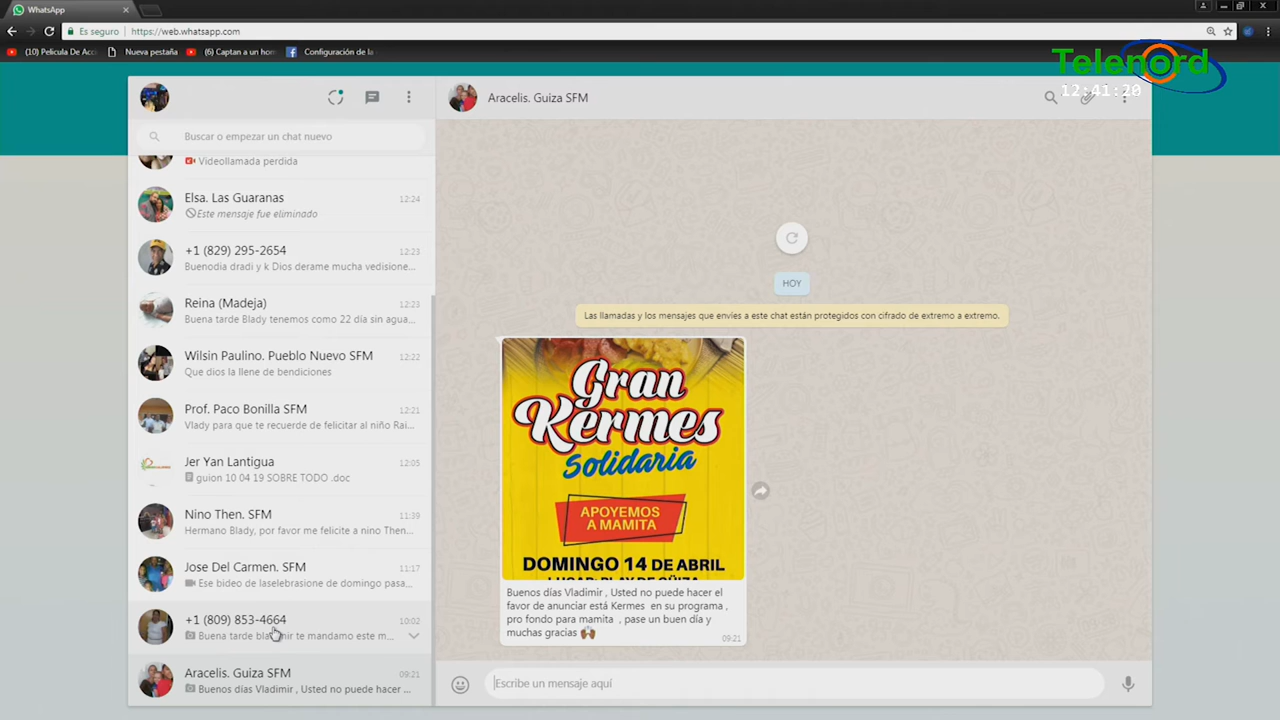 WhatsApp
Es seguro
https://web.whatsapp.com
(10) Pelicula De Acci
Nueva pestaña
(6) Captan a un hom
Configuración de la
Telenord
12:41:20
Aracelis. Guiza SFM
Buscar o empezar un chat nuevo
Videollamada perdida
Elsa. Las Guaranas
12:24
Este mensaje fue eliminado
+1 (829) 295-2654
12:23
Buenodia dradi y k Dios derame mucha vedisione...
Reina (Madeja)
12:23
Buena tarde Blady tenemos como 22 día sin agua...
Wilsin Paulino. Pueblo Nuevo SFM
12:22
Que dios la llene de bendiciones
Prof. Paco Bonilla SFM
12:21
Vlady para que te recuerde de felicitar al niño Rai...
Jer Yan Lantigua
12:05
guion 10 04 19 SOBRE TODO .doc
Nino Then. SFM
11:39
Hermano Blady, por favor me felicite a nino Then...
Jose Del Carmen. SFM
11:17
Ese bideo de laselebrasione de domingo pasa...
+1 (809) 853-4664
10:02
Buena tarde bladimir te mandamo este m...
Aracelis. Guiza SFM
09:21
Buenos días Vladimir , Usted no puede hacer ...
HOY
Las llamadas y los mensajes que envíes a este chat están protegidos con cifrado de extremo a extremo.
Gran
Kermes
Solidaria
APOYEMOS
A MAMITA
DOMINGO 14 DE ABRIL
LUGAR: PLAY DE GÜIZA
Buenos días Vladimir , Usted no puede hacer el
favor de anunciar está Kermes en su programa ,
pro fondo para mamita , pase un buen día y
muchas gracias
09:21
Escribe un mensaje aquí